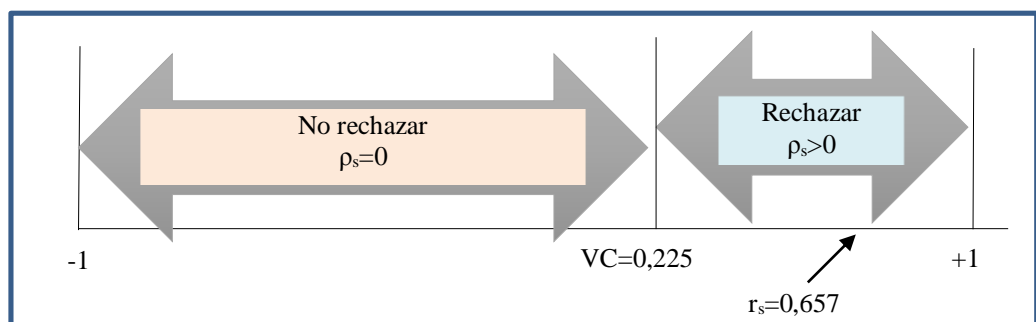 No rechazar
ρₛ=0
Rechazar
ρₛ>0
-1
VC=0,225
+1
rₛ=0,657